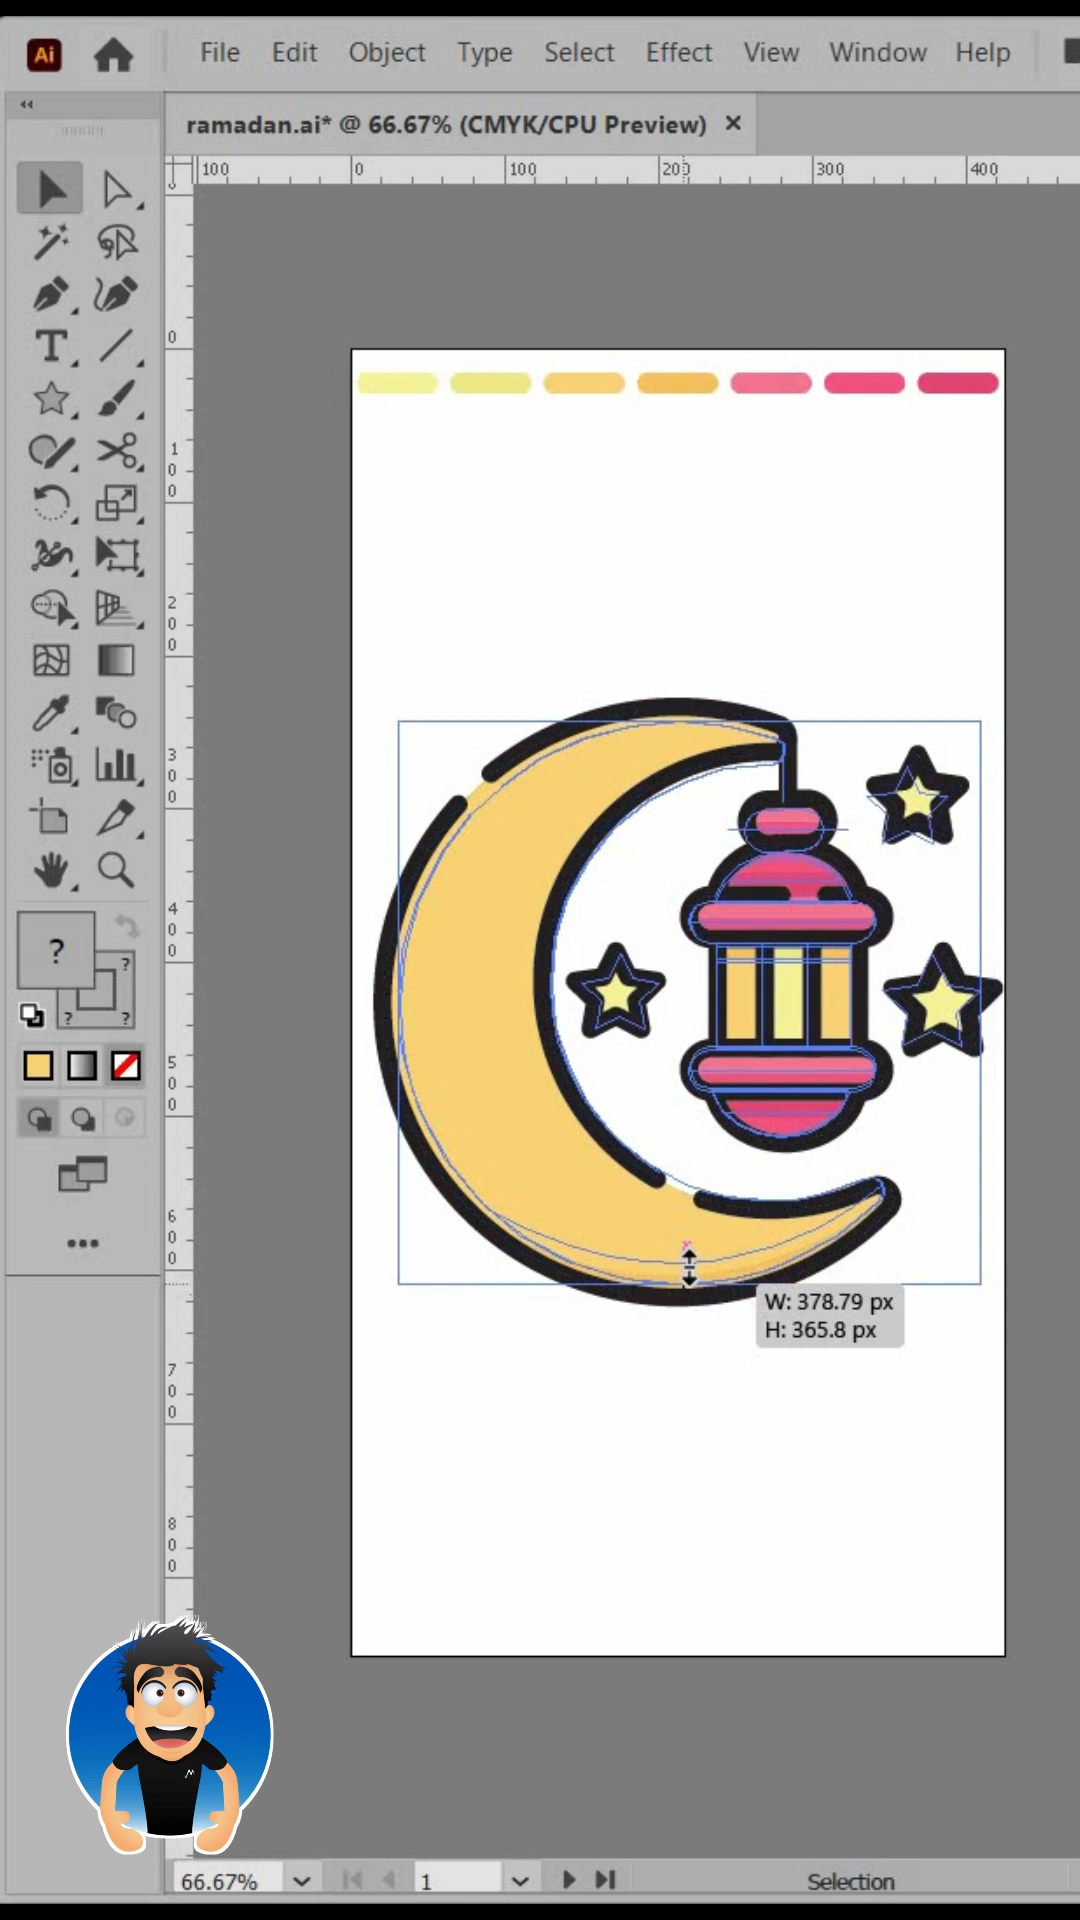 Ai File Edit Object Type Select Effect View Window Help
ramadan.ai* @ 66.67% (CMYK/CPU Preview) ×
100 0 100 200 300 400
0
100
200
300
400
500
600
700
800
T
?
?
? ?
W: 378.79 px
H: 365.8 px
66.67% 1 Selection